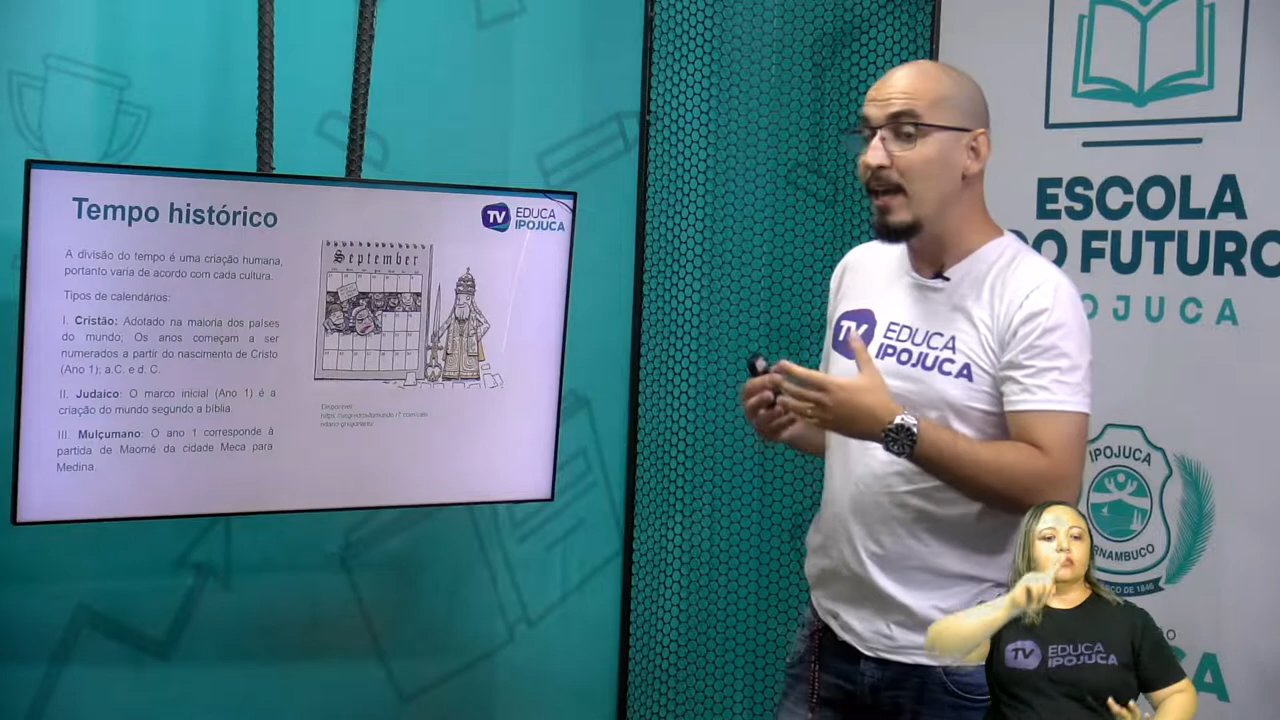 Tempo histórico
TV EDUCA
IPOJUCA
A divisão do tempo é uma criação humana,
portanto varia de acordo com cada cultura.
Tipos de calendários:
I. Cristão: Adotado na maioria dos países
do mundo; Os anos começam a ser
numerados a partir do nascimento de Cristo
(Ano 1); a.C. e d. C.
II. Judaico: O marco inicial (Ano 1) é a
criação do mundo segundo a bíblia.
III. Mulçumano: O ano 1 corresponde à
partida de Maomé da cidade Meca para
Medina.
September
TV EDUCA
IPOJUCA
ESCOLA
DO FUTURO
IPOJUCA
IPOJUCA
TV EDUCA
IPOJUCA